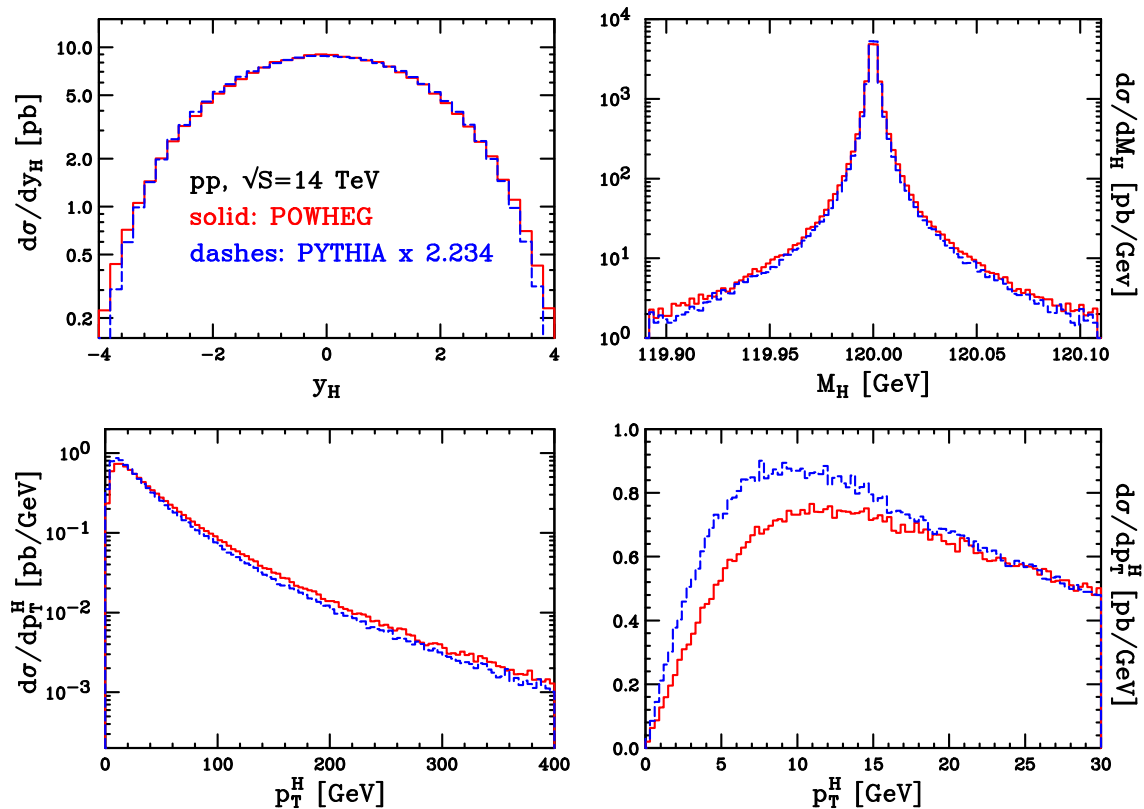 dσ/dy_H [pb]
10.0
5.0
2.0
1.0
0.5
0.2
pp, √S=14 TeV
solid: POWHEG
dashes: PYTHIA x 2.234
−4 −2 0 2 4
y_H
10^4
10^3
10^2
10^1
10^0
dσ/dM_H [pb/Gev]
119.90 119.95 120.00 120.05 120.10
M_H [GeV]
dσ/dp_T^H [pb/GeV]
10^0
10^−1
10^−2
10^−3
0 100 200 300 400
p_T^H [GeV]
1.0
0.8
0.6
0.4
0.2
0.0
dσ/dp_T^H [pb/GeV]
0 5 10 15 20 25 30
p_T^H [GeV]